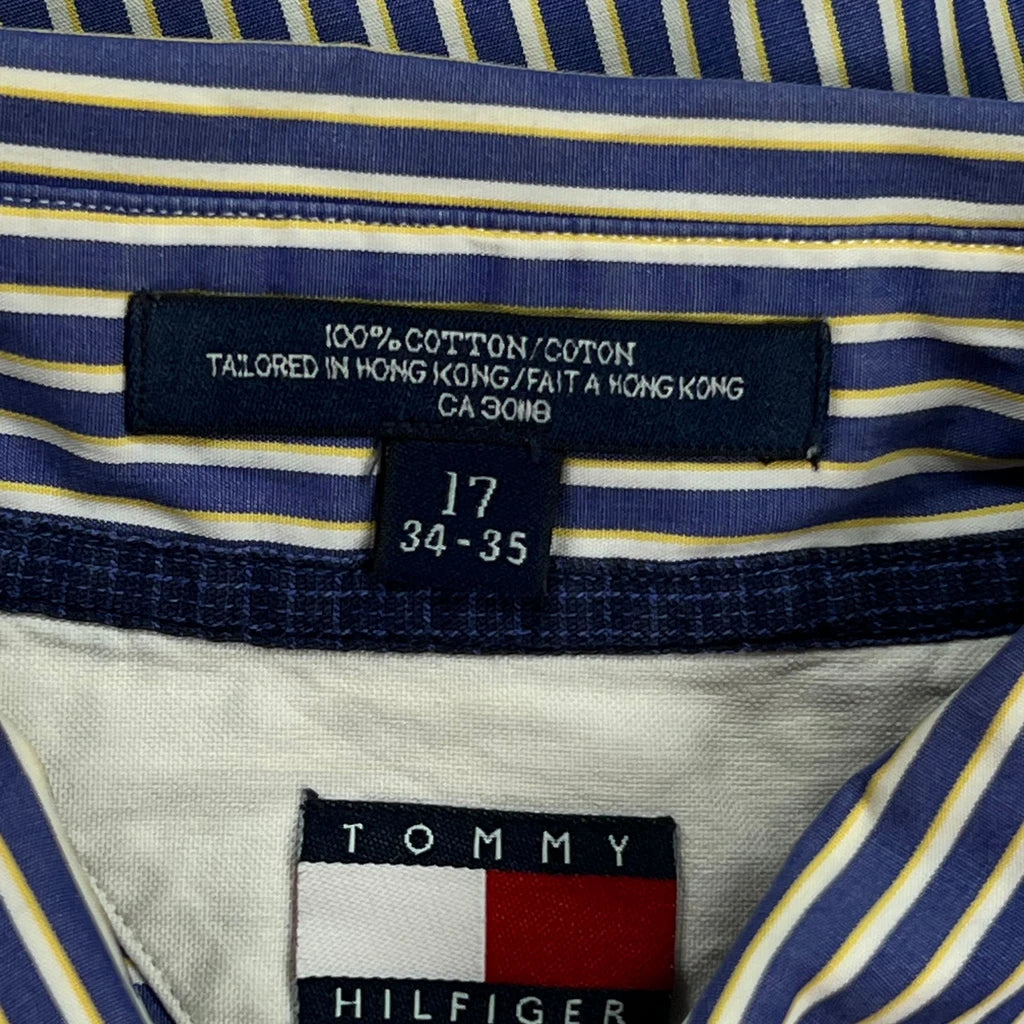 100% COTTON/COTON
TAILORED IN HONG KONG/FAIT A HONG KONG
CA 30118
17
34-35
TOMMY
HILFIGER